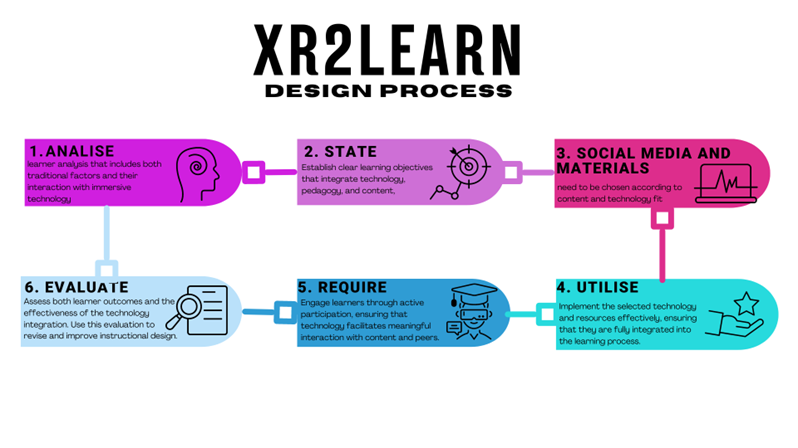 XR2LEARN
DESIGN PROCESS
1.ANALISE
learner analysis that includes both
traditional factors and their
interaction with immersive
technology
2. STATE
Establish clear learning objectives
that integrate technology,
pedagogy, and content,
3. SOCIAL MEDIA AND
MATERIALS
need to be chosen according to
content and technology fit
4. UTILISE
Implement the selected technology
and resources effectively, ensuring
that they are fully integrated into
the learning process.
5. REQUIRE
Engage learners through active
participation, ensuring that
technology facilitates meaningful
interaction with content and peers.
6. EVALUATE
Assess both learner outcomes and the
effectiveness of the technology
integration. Use this evaluation to
revise and improve instructional design.